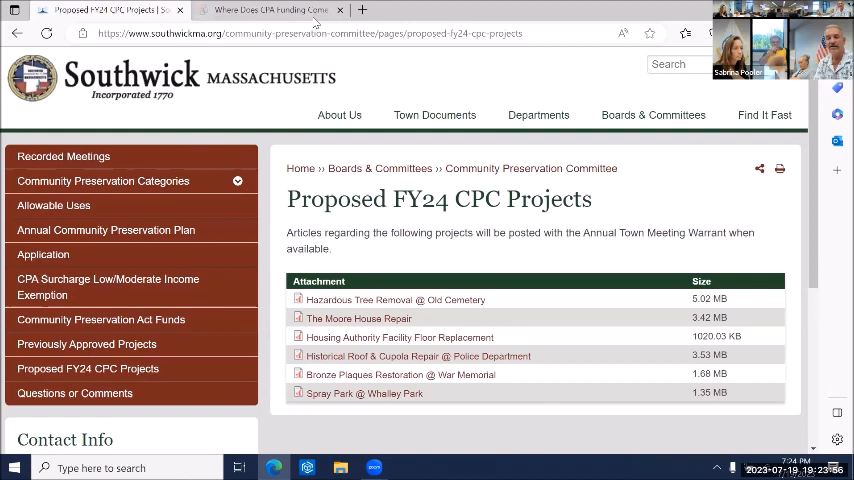 Proposed FY24 CPC Projects | So
Where Does CPA Funding Come
https://www.southwickma.org/community-preservation-committee/pages/proposed-fy24-cpc-projects
Southwick MASSACHUSETTS
Incorporated 1770
Search
Sabrina Pooler
About Us
Town Documents
Departments
Boards & Committees
Find It Fast
Recorded Meetings
Community Preservation Categories
Allowable Uses
Annual Community Preservation Plan
Application
CPA Surcharge Low/Moderate Income
Exemption
Community Preservation Act Funds
Previously Approved Projects
Proposed FY24 CPC Projects
Questions or Comments
Contact Info
Home ›› Boards & Committees ›› Community Preservation Committee
Proposed FY24 CPC Projects
Articles regarding the following projects will be posted with the Annual Town Meeting Warrant when
available.
Attachment Size
Hazardous Tree Removal @ Old Cemetery 5.02 MB
The Moore House Repair 3.42 MB
Housing Authority Facility Floor Replacement 1020.03 KB
Historical Roof & Cupola Repair @ Police Department 3.53 MB
Bronze Plaques Restoration @ War Memorial 1.68 MB
Spray Park @ Whalley Park 1.35 MB
Type here to search
7:24 PM
2023-07-19 19:23:56